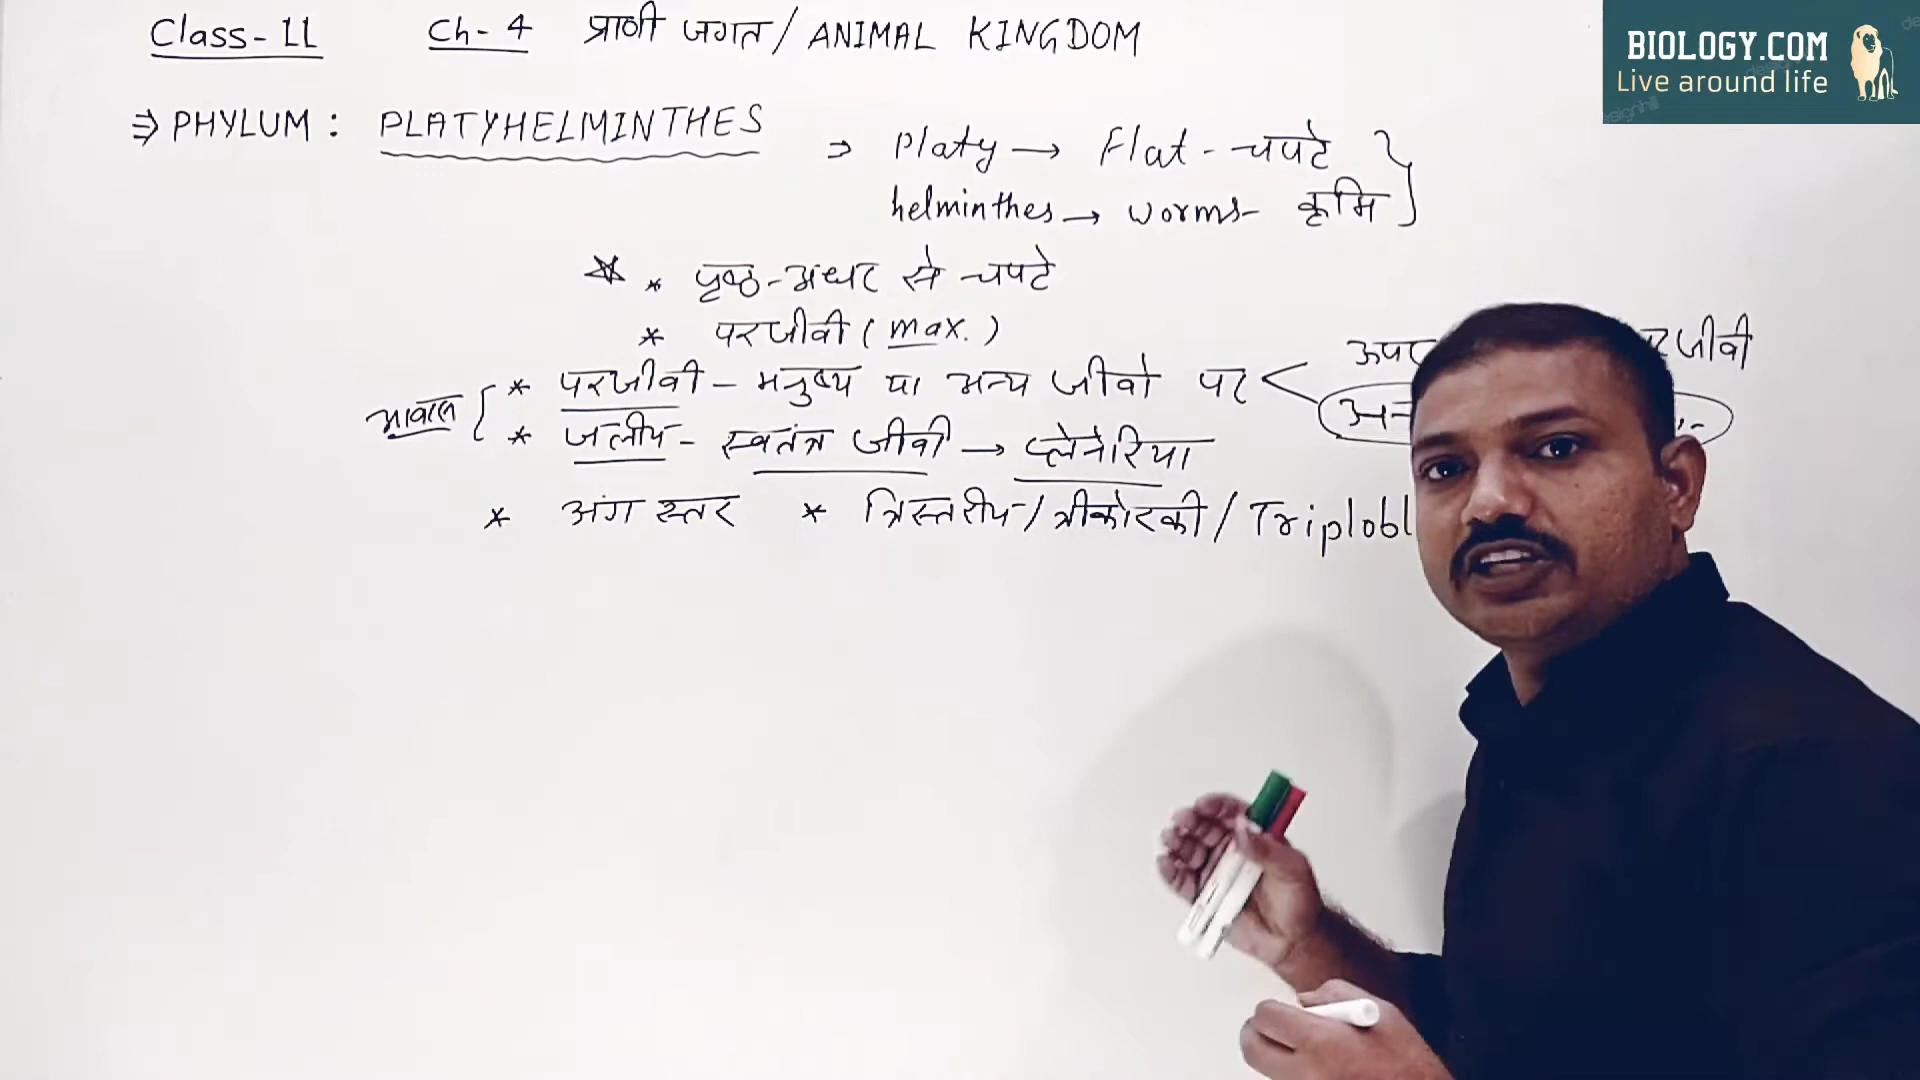 Class-11 Ch-4 प्राणी जगत/ANIMAL KINGDOM
BIOLOGY.COM
Live around life
⇒ PHYLUM: PLATYHELMINTHES ⇒ Platy → Flat - चपटे
helminthes → worms - कृमि
* * पृष्ठ-अधर से चपटे
* परजीवी (max.)
आवास * परजीवी - मनुष्य या अन्य जीवो पर <
परजीवी
* जलीय - स्वतंत्र जीवी → प्लेनेरिया
* अंग स्तर * त्रिस्तरीय/त्रीकोरकी/Triplobl